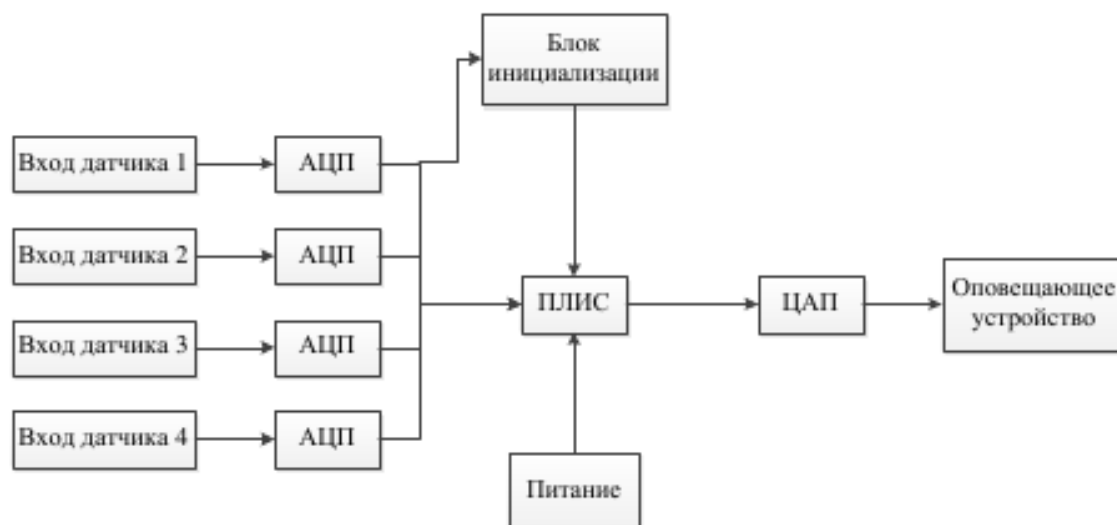 Блок
инициализации
Вход датчика 1
АЦП
Вход датчика 2
АЦП
ПЛИС
ЦАП
Оповещающее
устройство
Вход датчика 3
АЦП
Вход датчика 4
АЦП
Питание